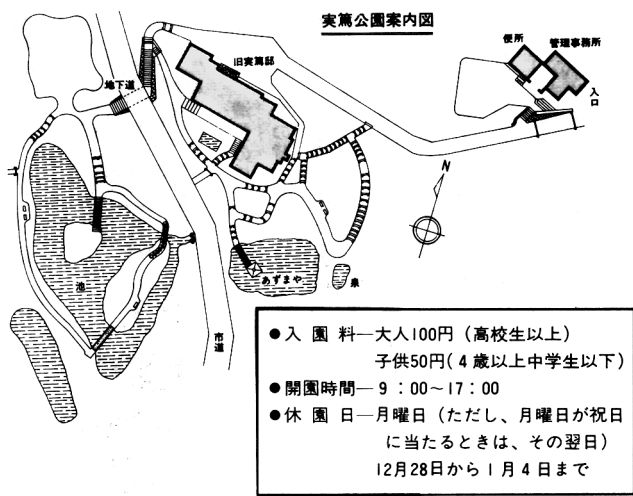 実篤公園案内図
便所
管理事務所
旧実篤邸
地下道
入口
N
あずまや
泉
池
市道
●入園料―大人100円（高校生以上）
子供50円（4歳以上中学生以下）
●開園時間―9：00～17：00
●休園日―月曜日（ただし、月曜日が祝日
に当たるときは、その翌日）
12月28日から1月4日まで